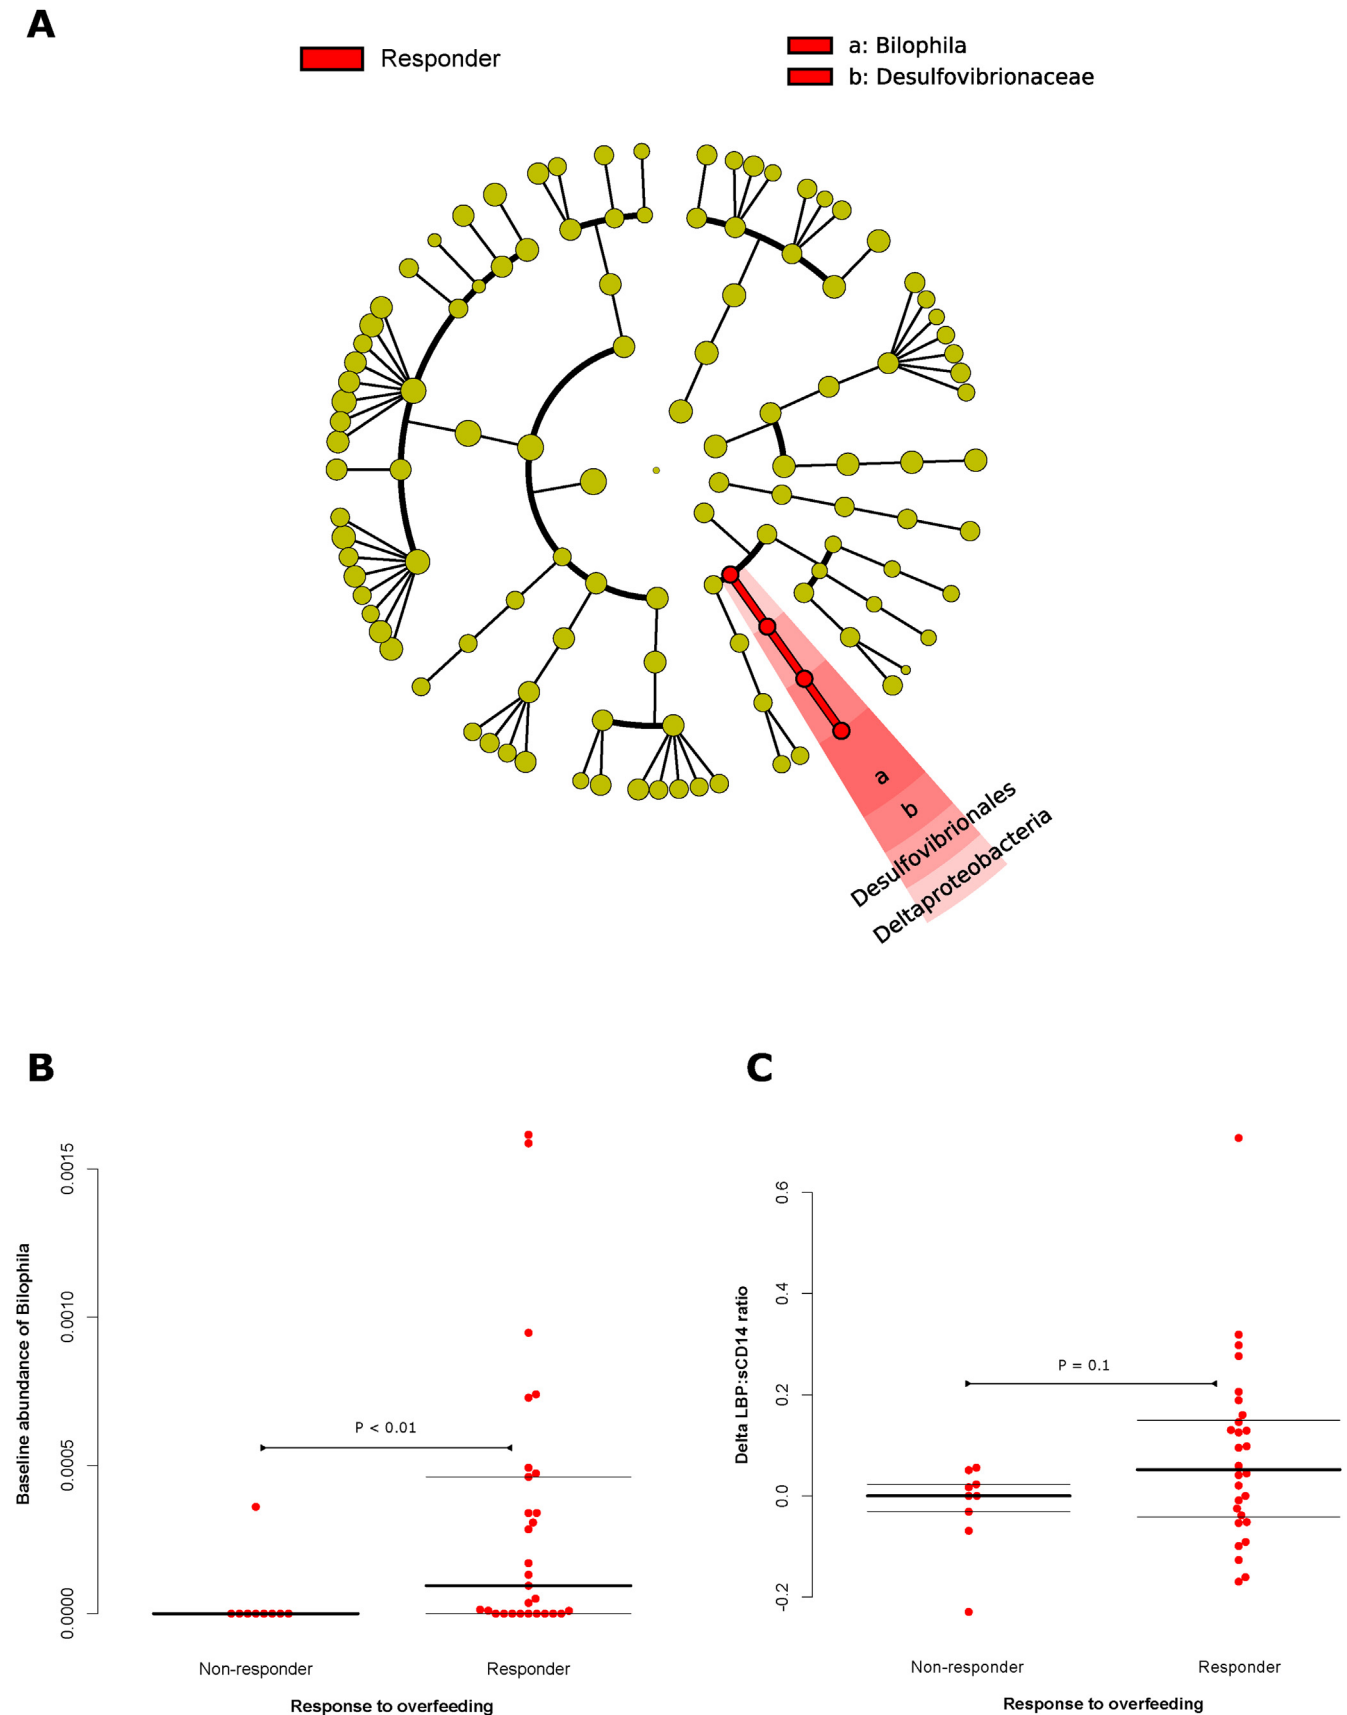 A
Responder
a: Bilophila
b: Desulfovibrionaceae
a
b
Desulfovibrionales
Deltaproteobacteria
B
Baseline abundance of Bilophila
0.0015
0.0010
0.0005
0.0000
P < 0.01
Non-responder
Responder
Response to overfeeding
C
Delta LBP:sCD14 ratio
0.6
0.4
0.2
0.0
-0.2
P = 0.1
Non-responder
Responder
Response to overfeeding